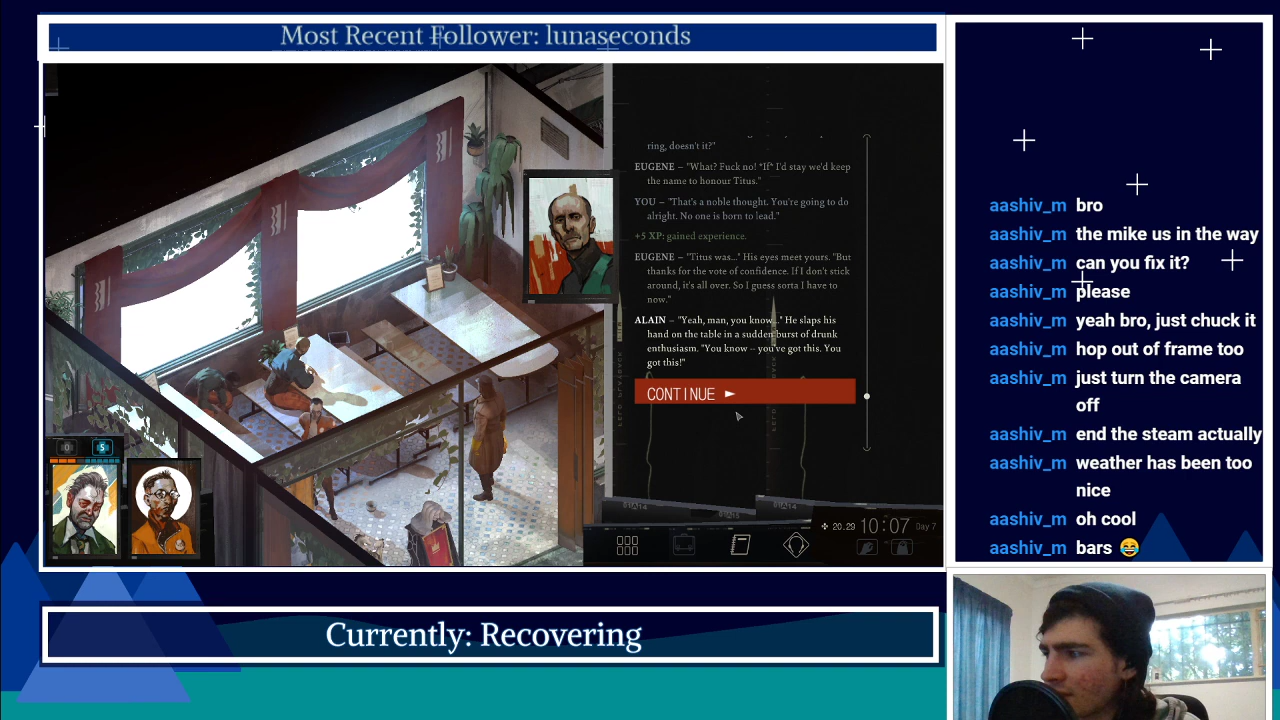 Most Recent Follower: lunaseconds
ring, doesn't it?"
EUGENE – "What? Fuck no! *If* I'd stay we'd keep
the name to honour Titus."
YOU – "That's a noble thought. You're going to do
alright. No one is born to lead."
+5 XP: gained experience.
EUGENE – "Titus was..." His eyes meet yours. "But
thanks for the vote of confidence. If I don't stick
around, it's all over. So I guess sorta I have to
now."
ALAIN – "Yeah, man, you know..." He slaps his
hand on the table in a sudden burst of drunk
enthusiasm. "You know -- you've got this. You
got this!"
CONTINUE ►
0
5
20.29 10:07 Day 7
Currently: Recovering
aashiv_m bro
aashiv_m the mike us in the way
aashiv_m can you fix it?
aashiv_m please
aashiv_m yeah bro, just chuck it
aashiv_m hop out of frame too
aashiv_m just turn the camera
off
aashiv_m end the steam actually
aashiv_m weather has been too
nice
aashiv_m oh cool
aashiv_m bars 😂